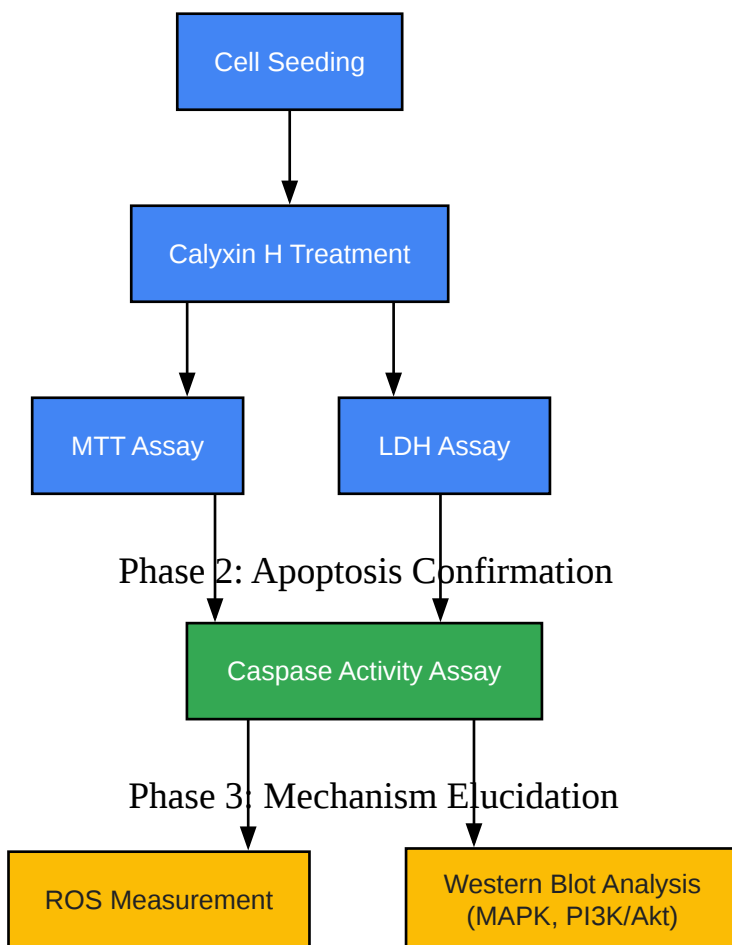 Cell Seeding
Calyxin H Treatment
MTT Assay
LDH Assay
Phase 2: Apoptosis Confirmation
Caspase Activity Assay
Phase 3: Mechanism Elucidation
ROS Measurement
Western Blot Analysis
(MAPK, PI3K/Akt)